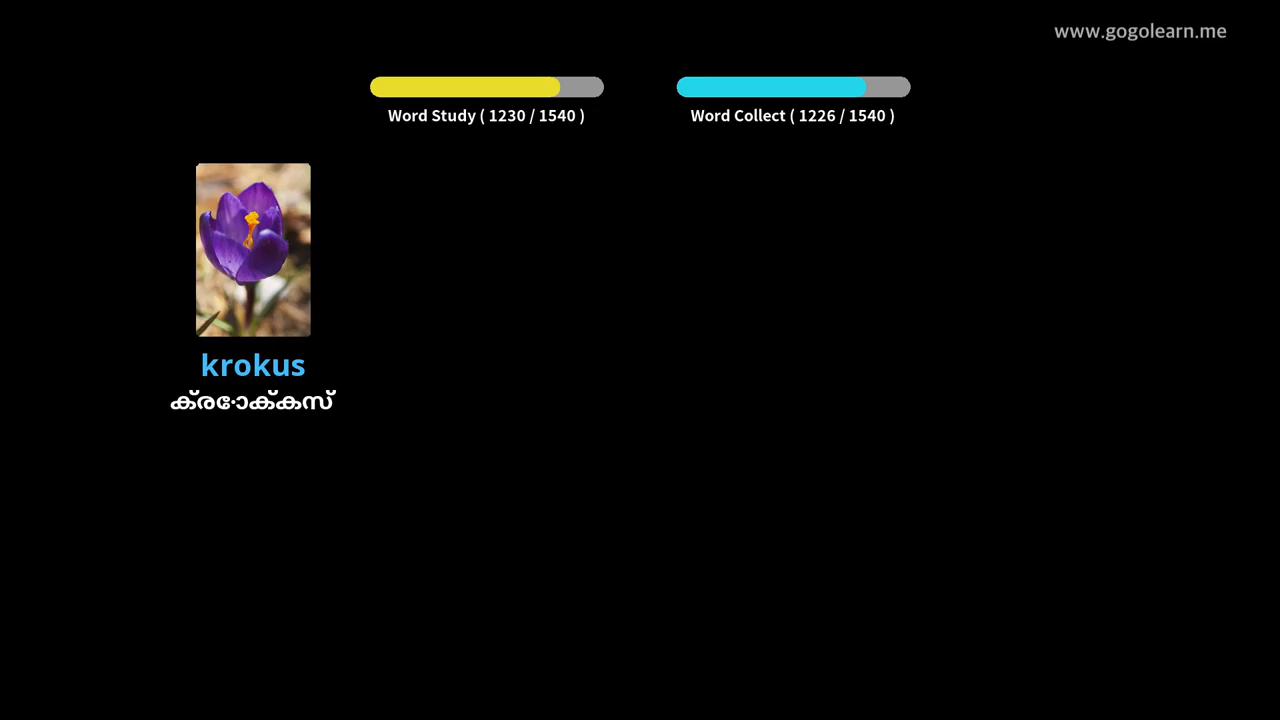 www.gogolearn.me
Word Study ( 1230 / 1540 )
Word Collect ( 1226 / 1540 )
krokus
ക്രോക്കസ്